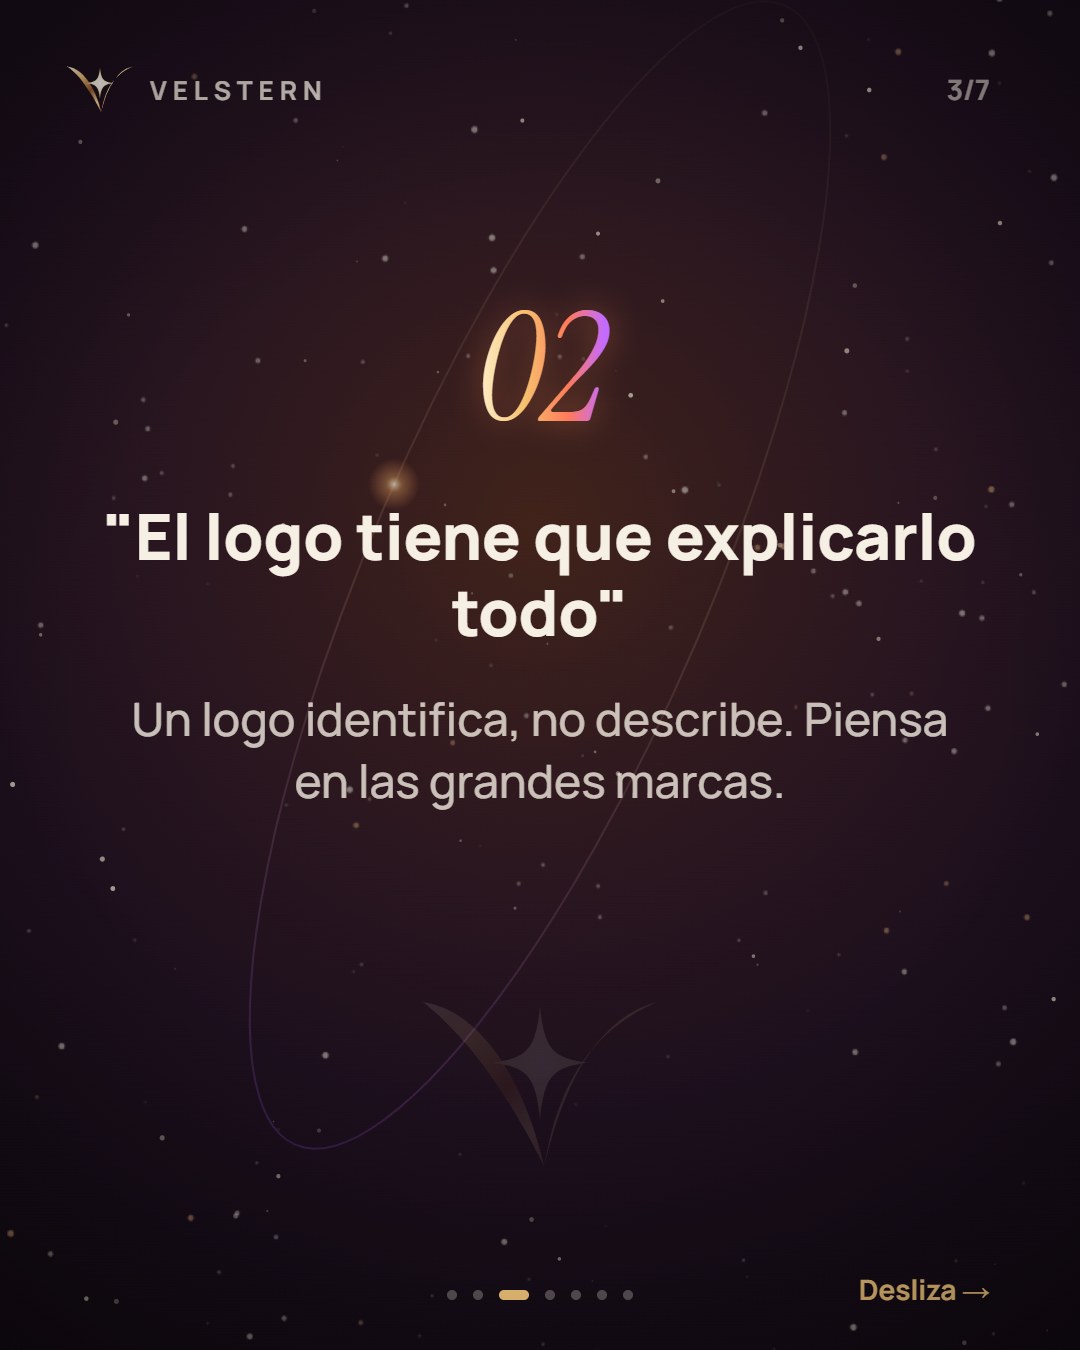 VELSTERN
3/7
02
¨El logo tiene que explicarlo
todo¨
Un logo identifica, no describe. Piensa
en las grandes marcas.
Desliza →